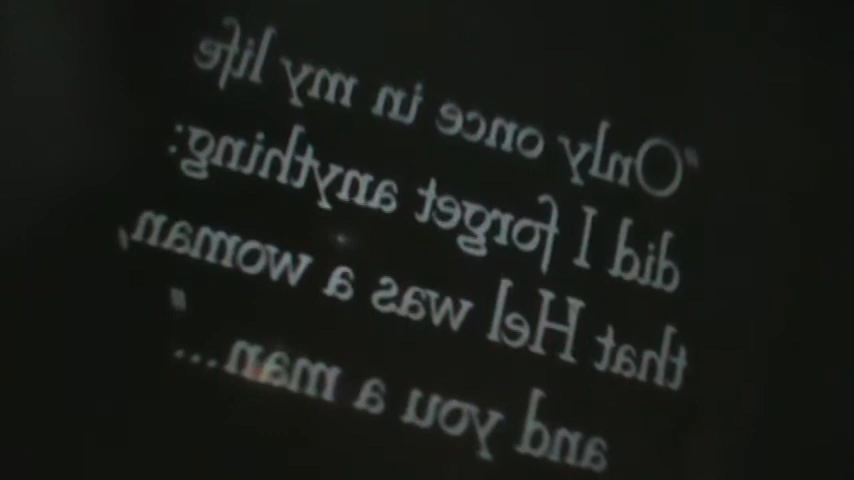 "Only once in my life
did I forget anything:
that Hel was a woman,
and you a man..."